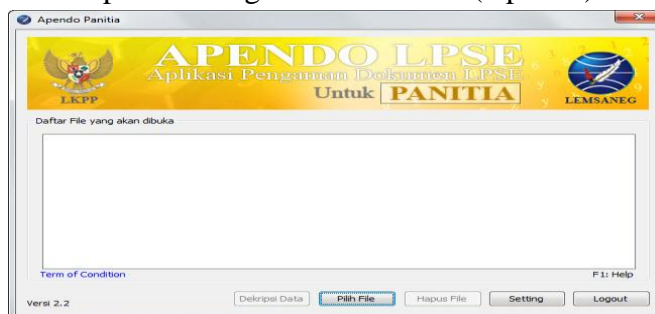 Apendo Panitia
APENDO LPSE
Aplikasi Pengaman Dokumen LPSE
Untuk PANITIA
LKPP
LEMSANEG
Daftar File yang akan dibuka
Term of Condition
F1: Help
Versi 2.2
Dekripsi Data
Pilih File
Hapus File
Setting
Logout